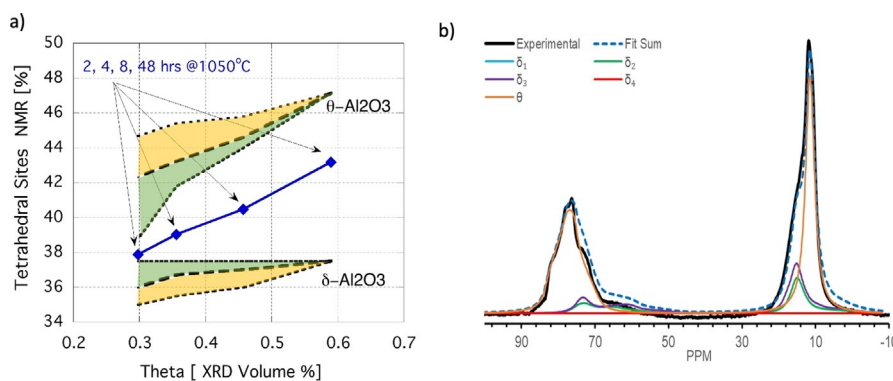 a)
Tetrahedral Sites NMR [%]
50
48
46
44
42
40
38
36
34
2, 4, 8, 48 hrs @1050°C
θ-Al2O3
δ-Al2O3
0.2 0.3 0.4 0.5 0.6 0.7
Theta [ XRD Volume %]
b)
Experimental Fit Sum
δ₁ δ₂
δ₃ δ₄
θ
90 70 50 30 10 -10
PPM